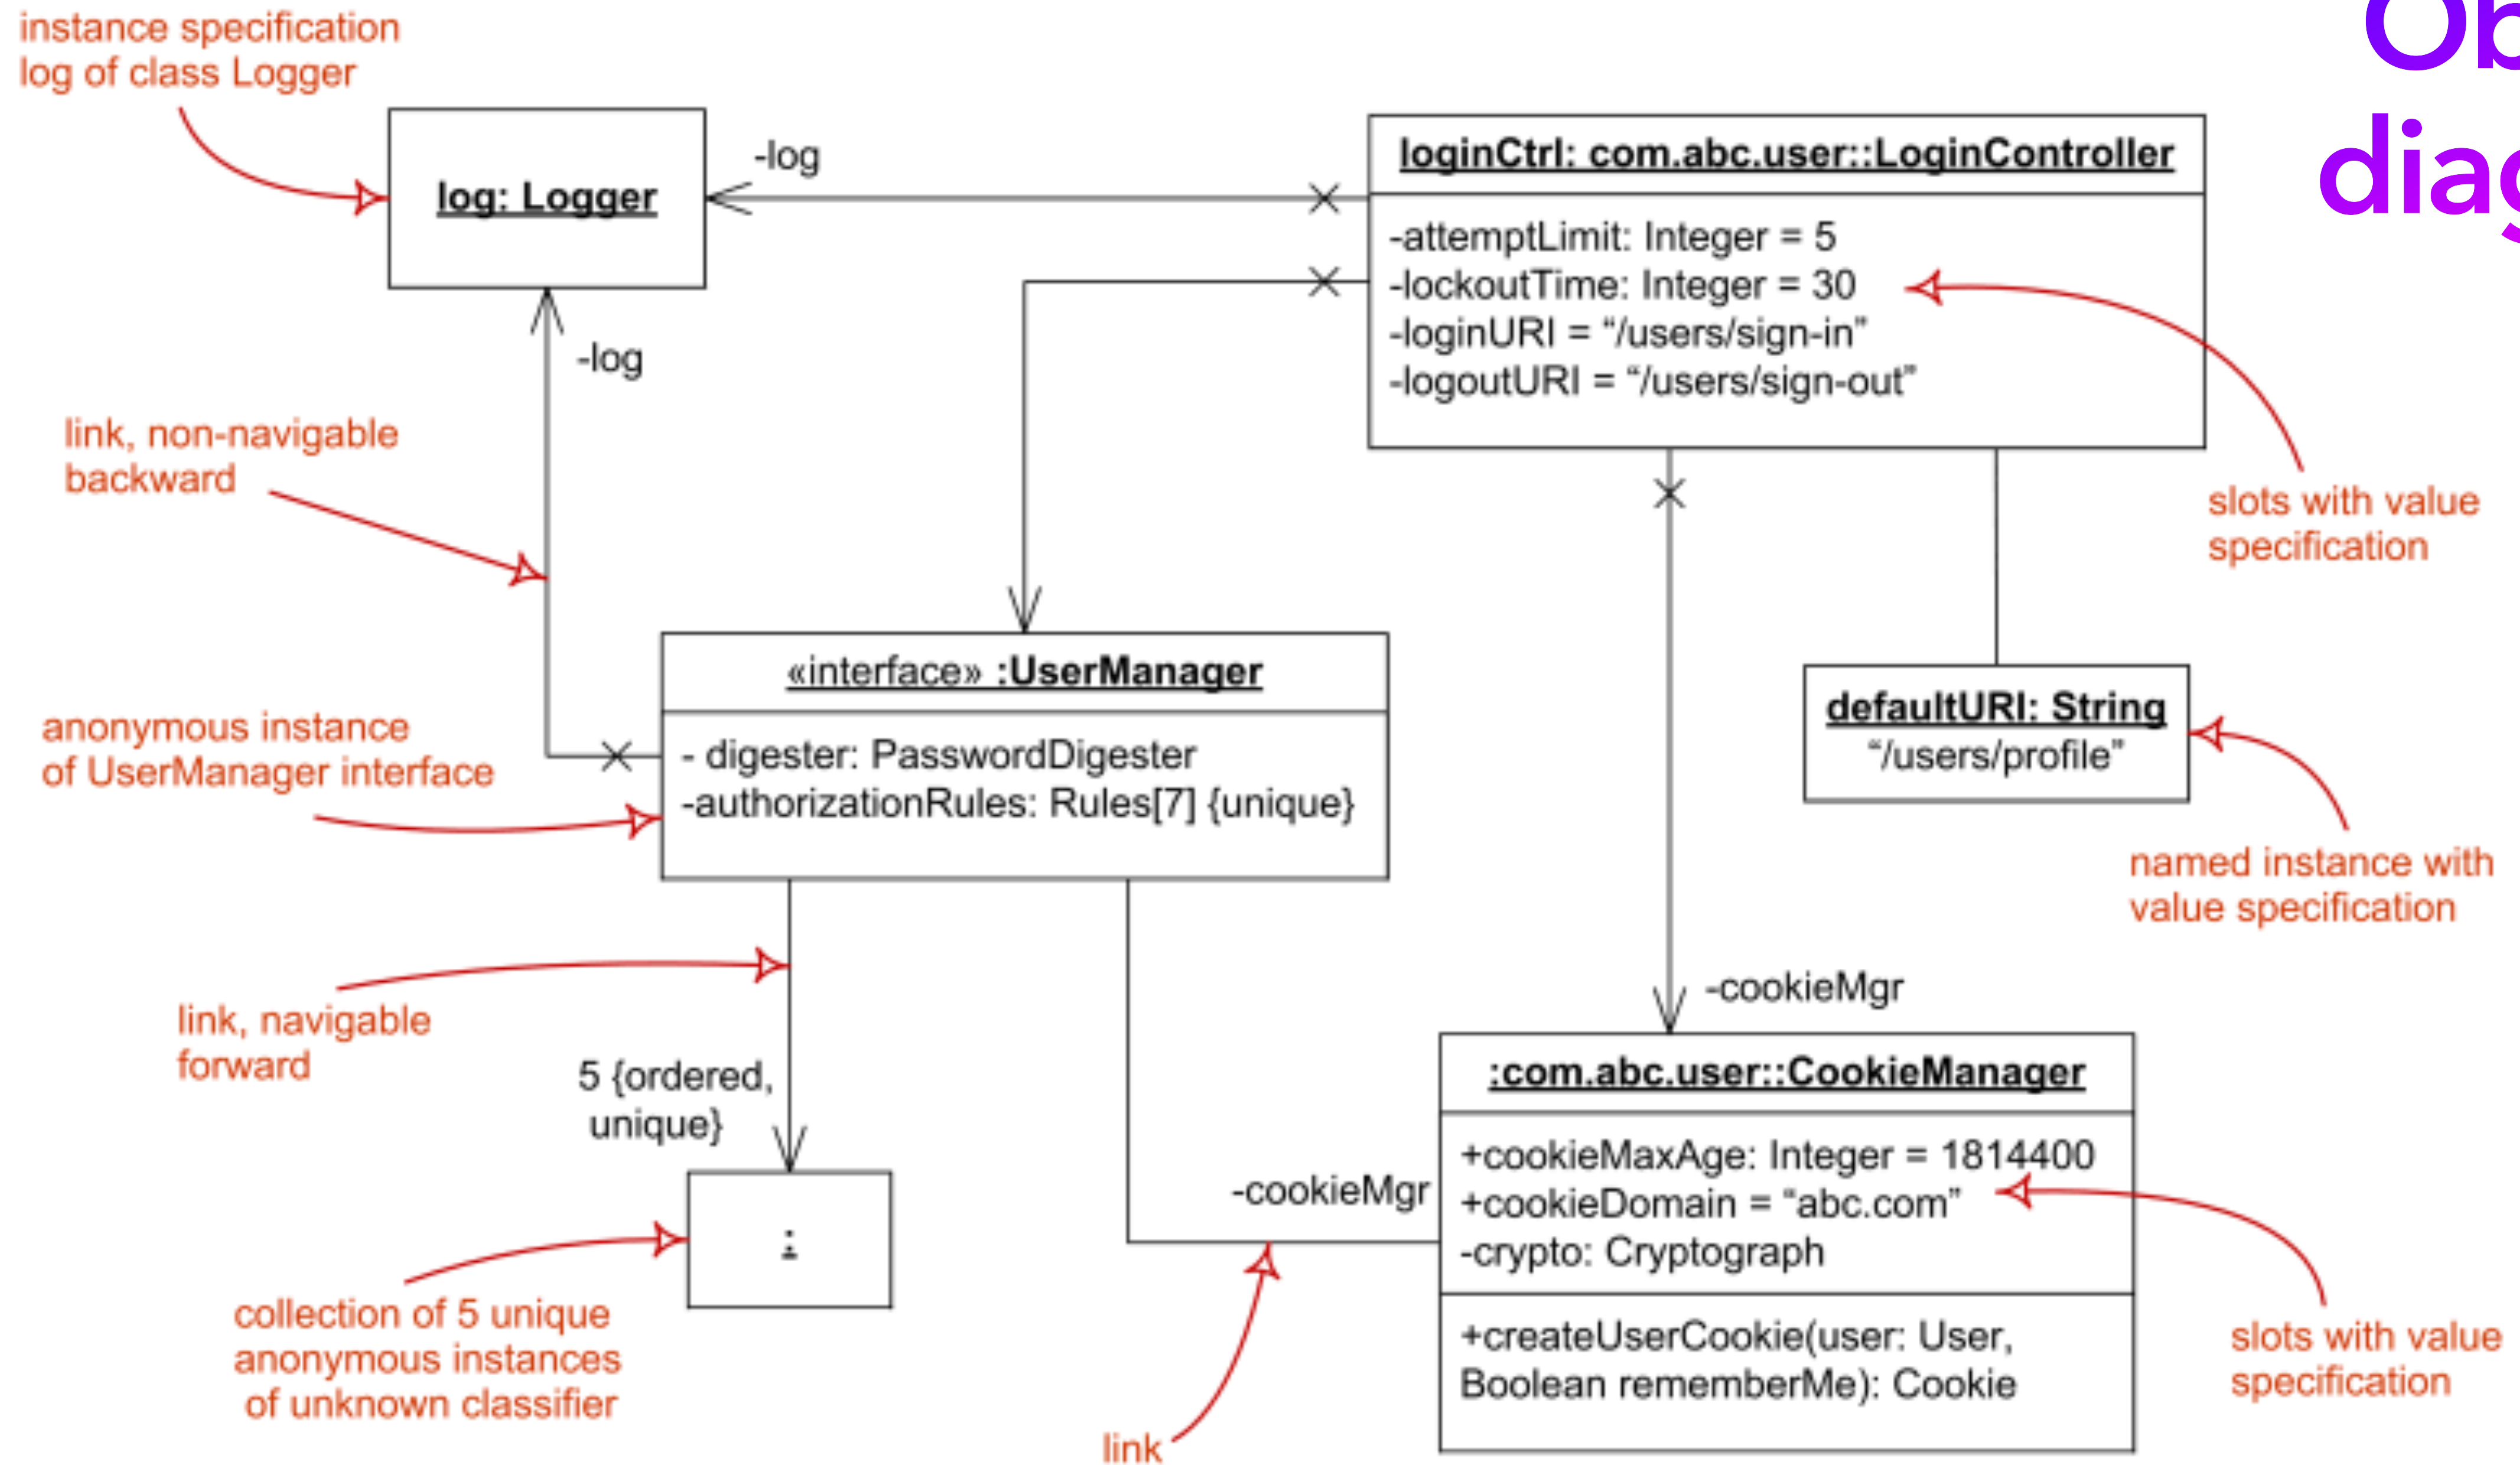 instance specification
log of class Logger
log: Logger
-log
-log
link, non-navigable
backward
loginCtrl: com.abc.user::LoginController
-attemptLimit: Integer = 5
-lockoutTime: Integer = 30
-loginURI = “/users/sign-in”
-logoutURI = “/users/sign-out”
slots with value
specification
«interface» :UserManager
- digester: PasswordDigester
-authorizationRules: Rules[7] {unique}
anonymous instance
of UserManager interface
defaultURI: String
“/users/profile”
named instance with
value specification
link, navigable
forward
5 {ordered,
unique}
:
collection of 5 unique
anonymous instances
of unknown classifier
-cookieMgr
-cookieMgr
link
:com.abc.user::CookieManager
+cookieMaxAge: Integer = 1814400
+cookieDomain = “abc.com”
-crypto: Cryptograph
+createUserCookie(user: User,
Boolean rememberMe): Cookie
slots with value
specification